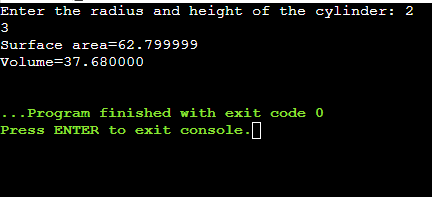 Enter the radius and height of the cylinder: 2
3
Surface area=62.799999
Volume=37.680000
...Program finished with exit code 0
Press ENTER to exit console.